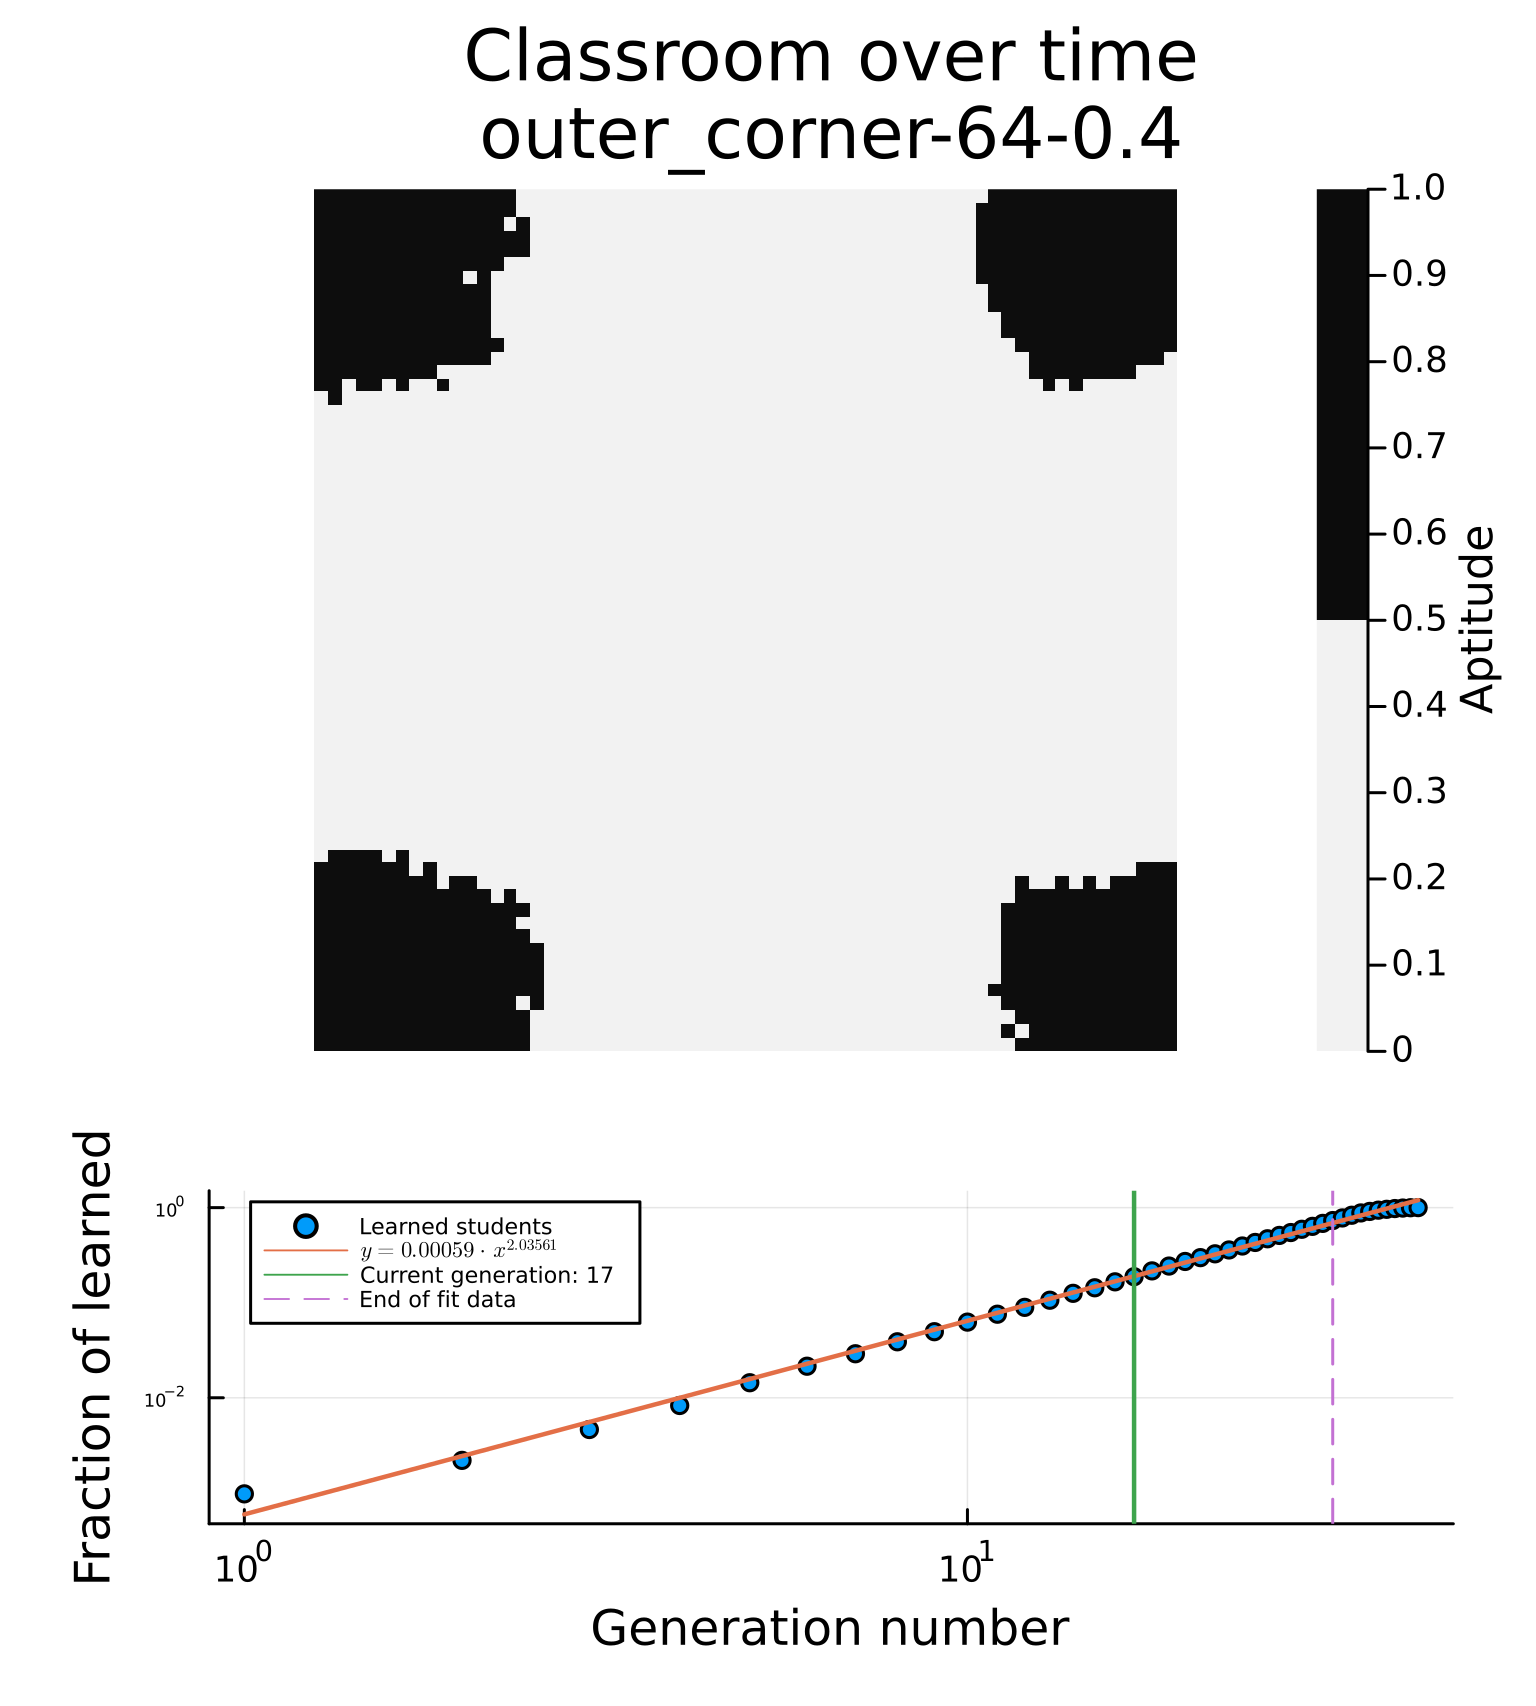 Classroom over time
outer_corner-64-0.4
1.0
0.9
0.8
0.7
0.6
0.5
0.4
0.3
0.2
0.1
0
Aptitude
Fraction of learned
10^0
10^-2
Learned students
y = 0.00059 · x^2.03561
Current generation: 17
End of fit data
10^0
10^1
Generation number